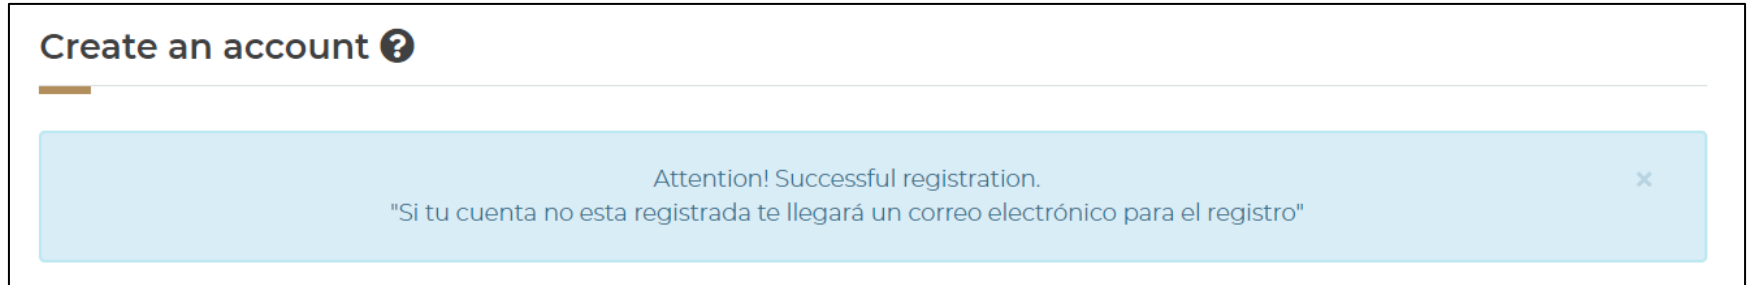 Create an account ?
Attention! Successful registration.
×
"Si tu cuenta no esta registrada te llegará un correo electrónico para el registro"